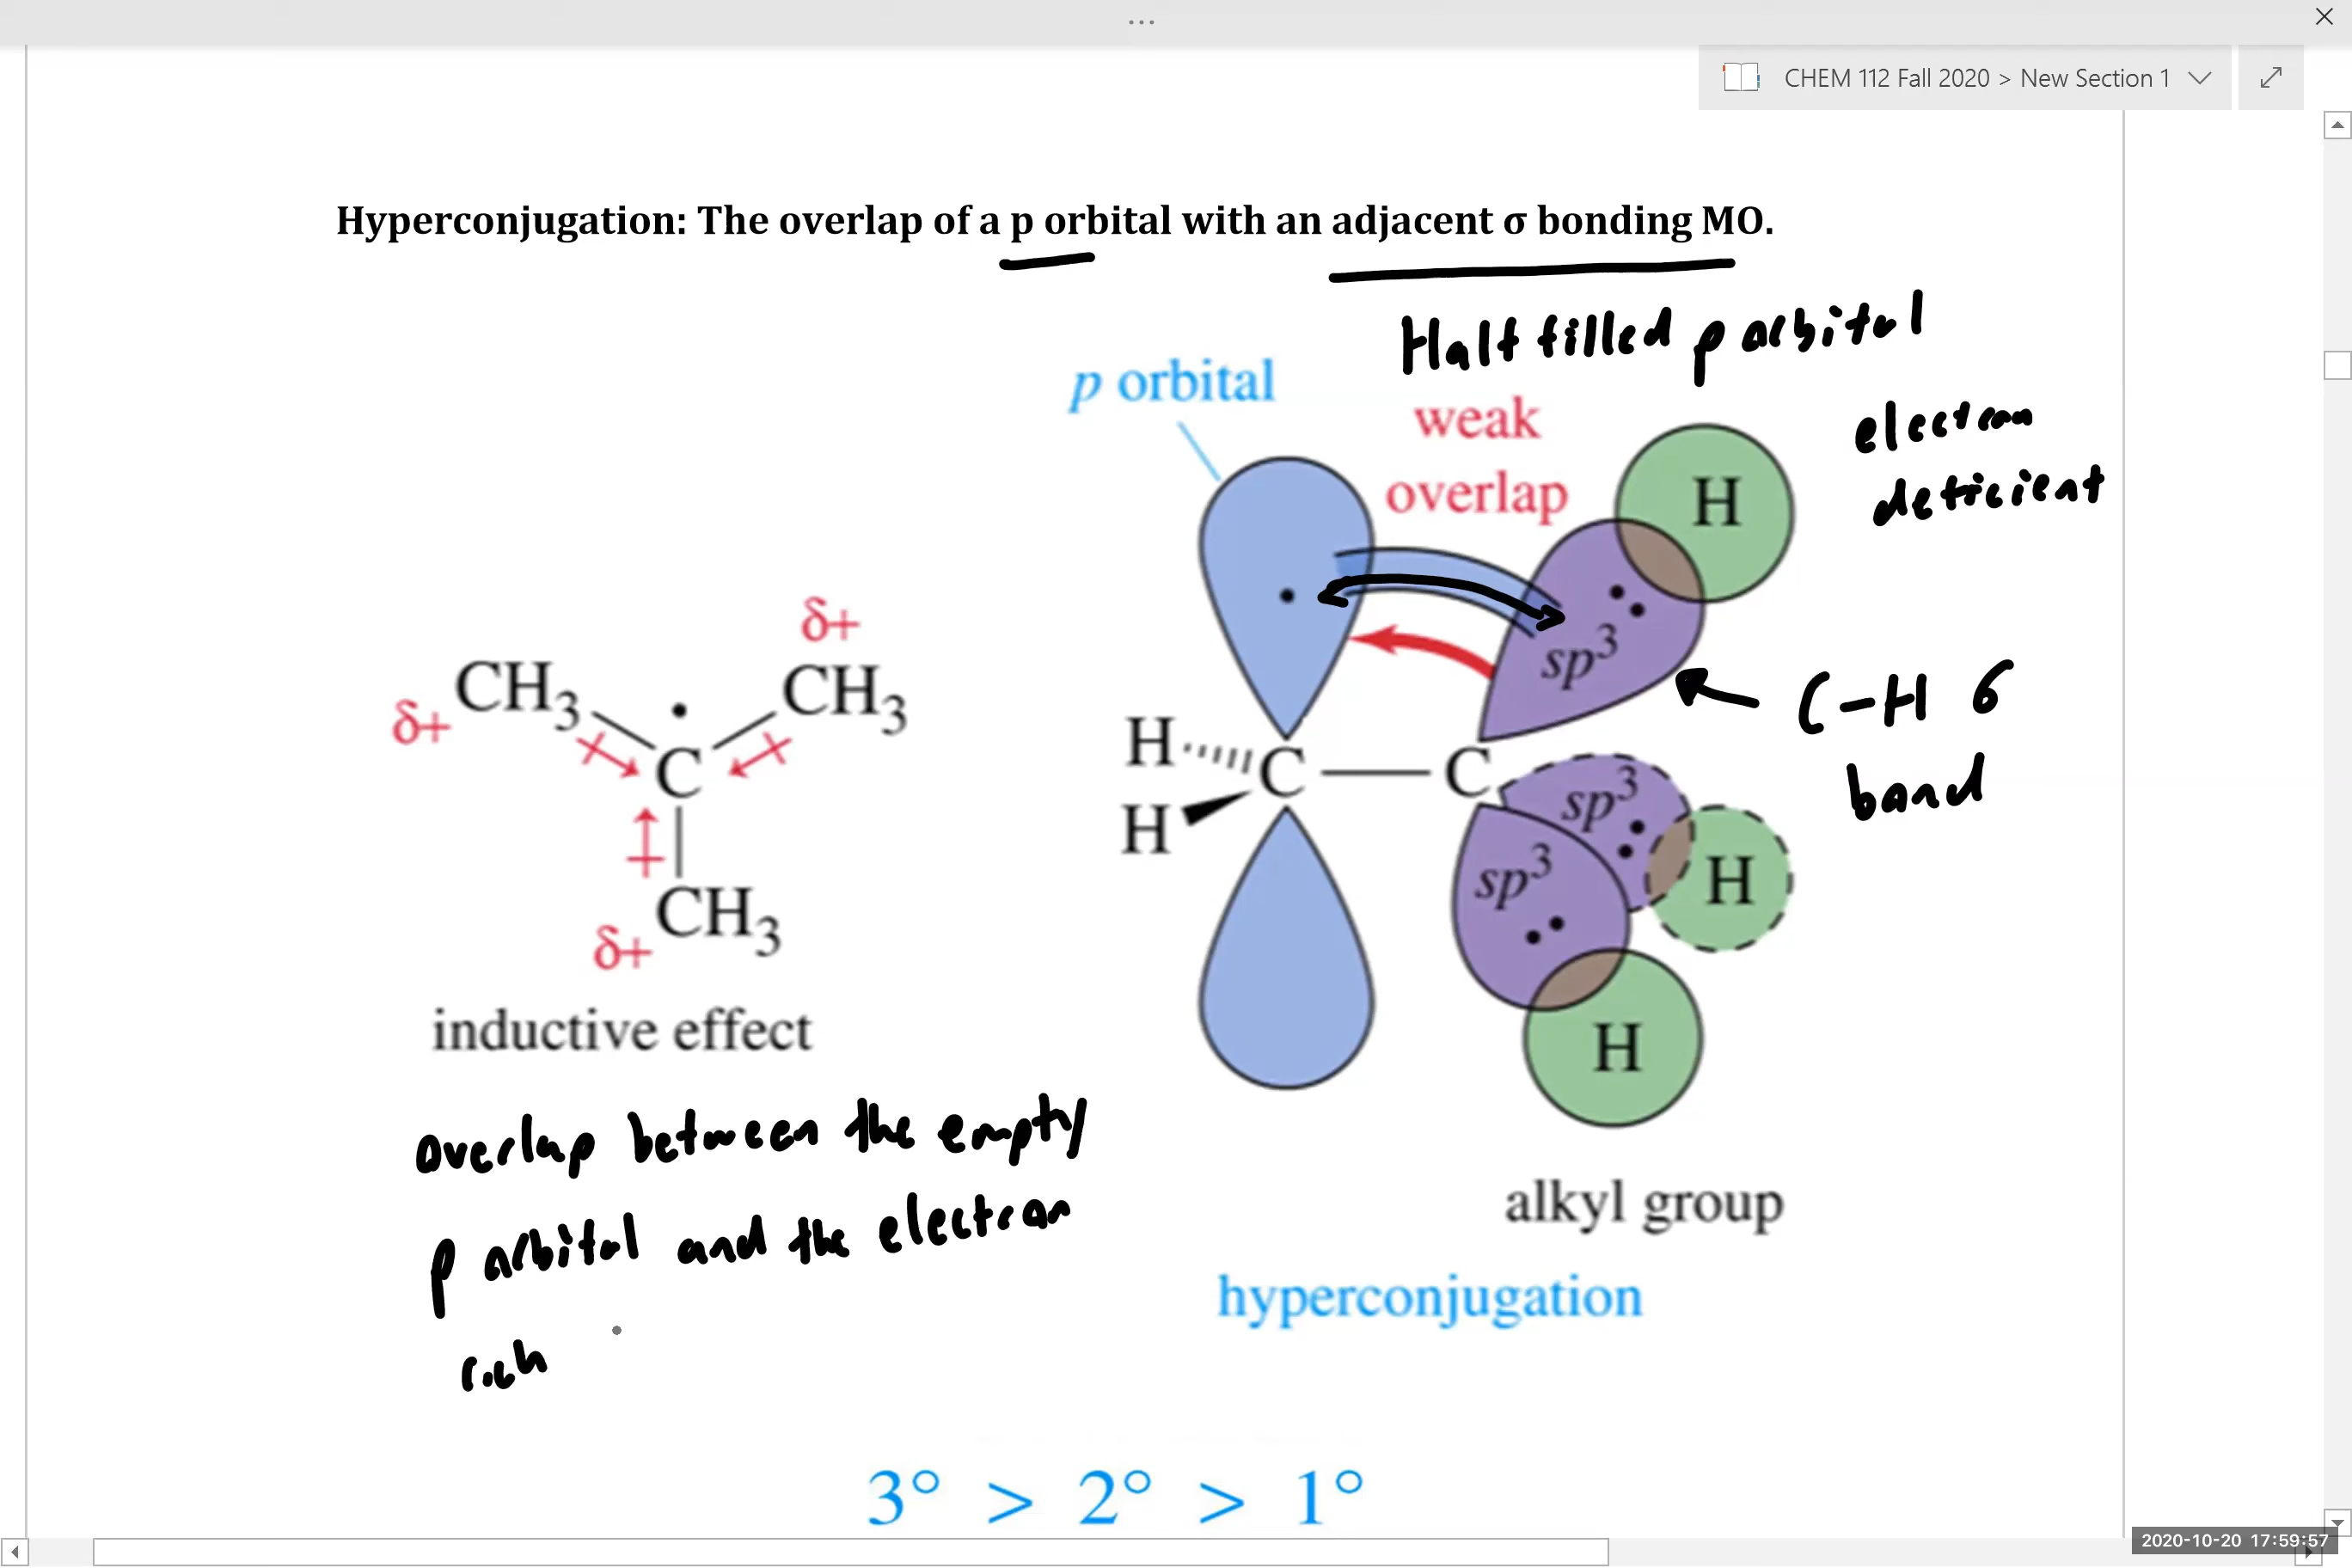 CHEM 112 Fall 2020 > New Section 1
Hyperconjugation: The overlap of a p orbital with an adjacent σ bonding MO.
Half filled p orbital
electron
deficient
p orbital
weak
overlap
H
sp³
C-H σ
bond
δ+
CH₃
δ+
CH₃
C
CH₃
δ+
inductive effect
H
H
C
C
sp³
H
sp³
H
alkyl group
hyperconjugation
overlap between the empty
p orbital and the electron
rich
3° > 2° > 1°
2020-10-20 17:59:57